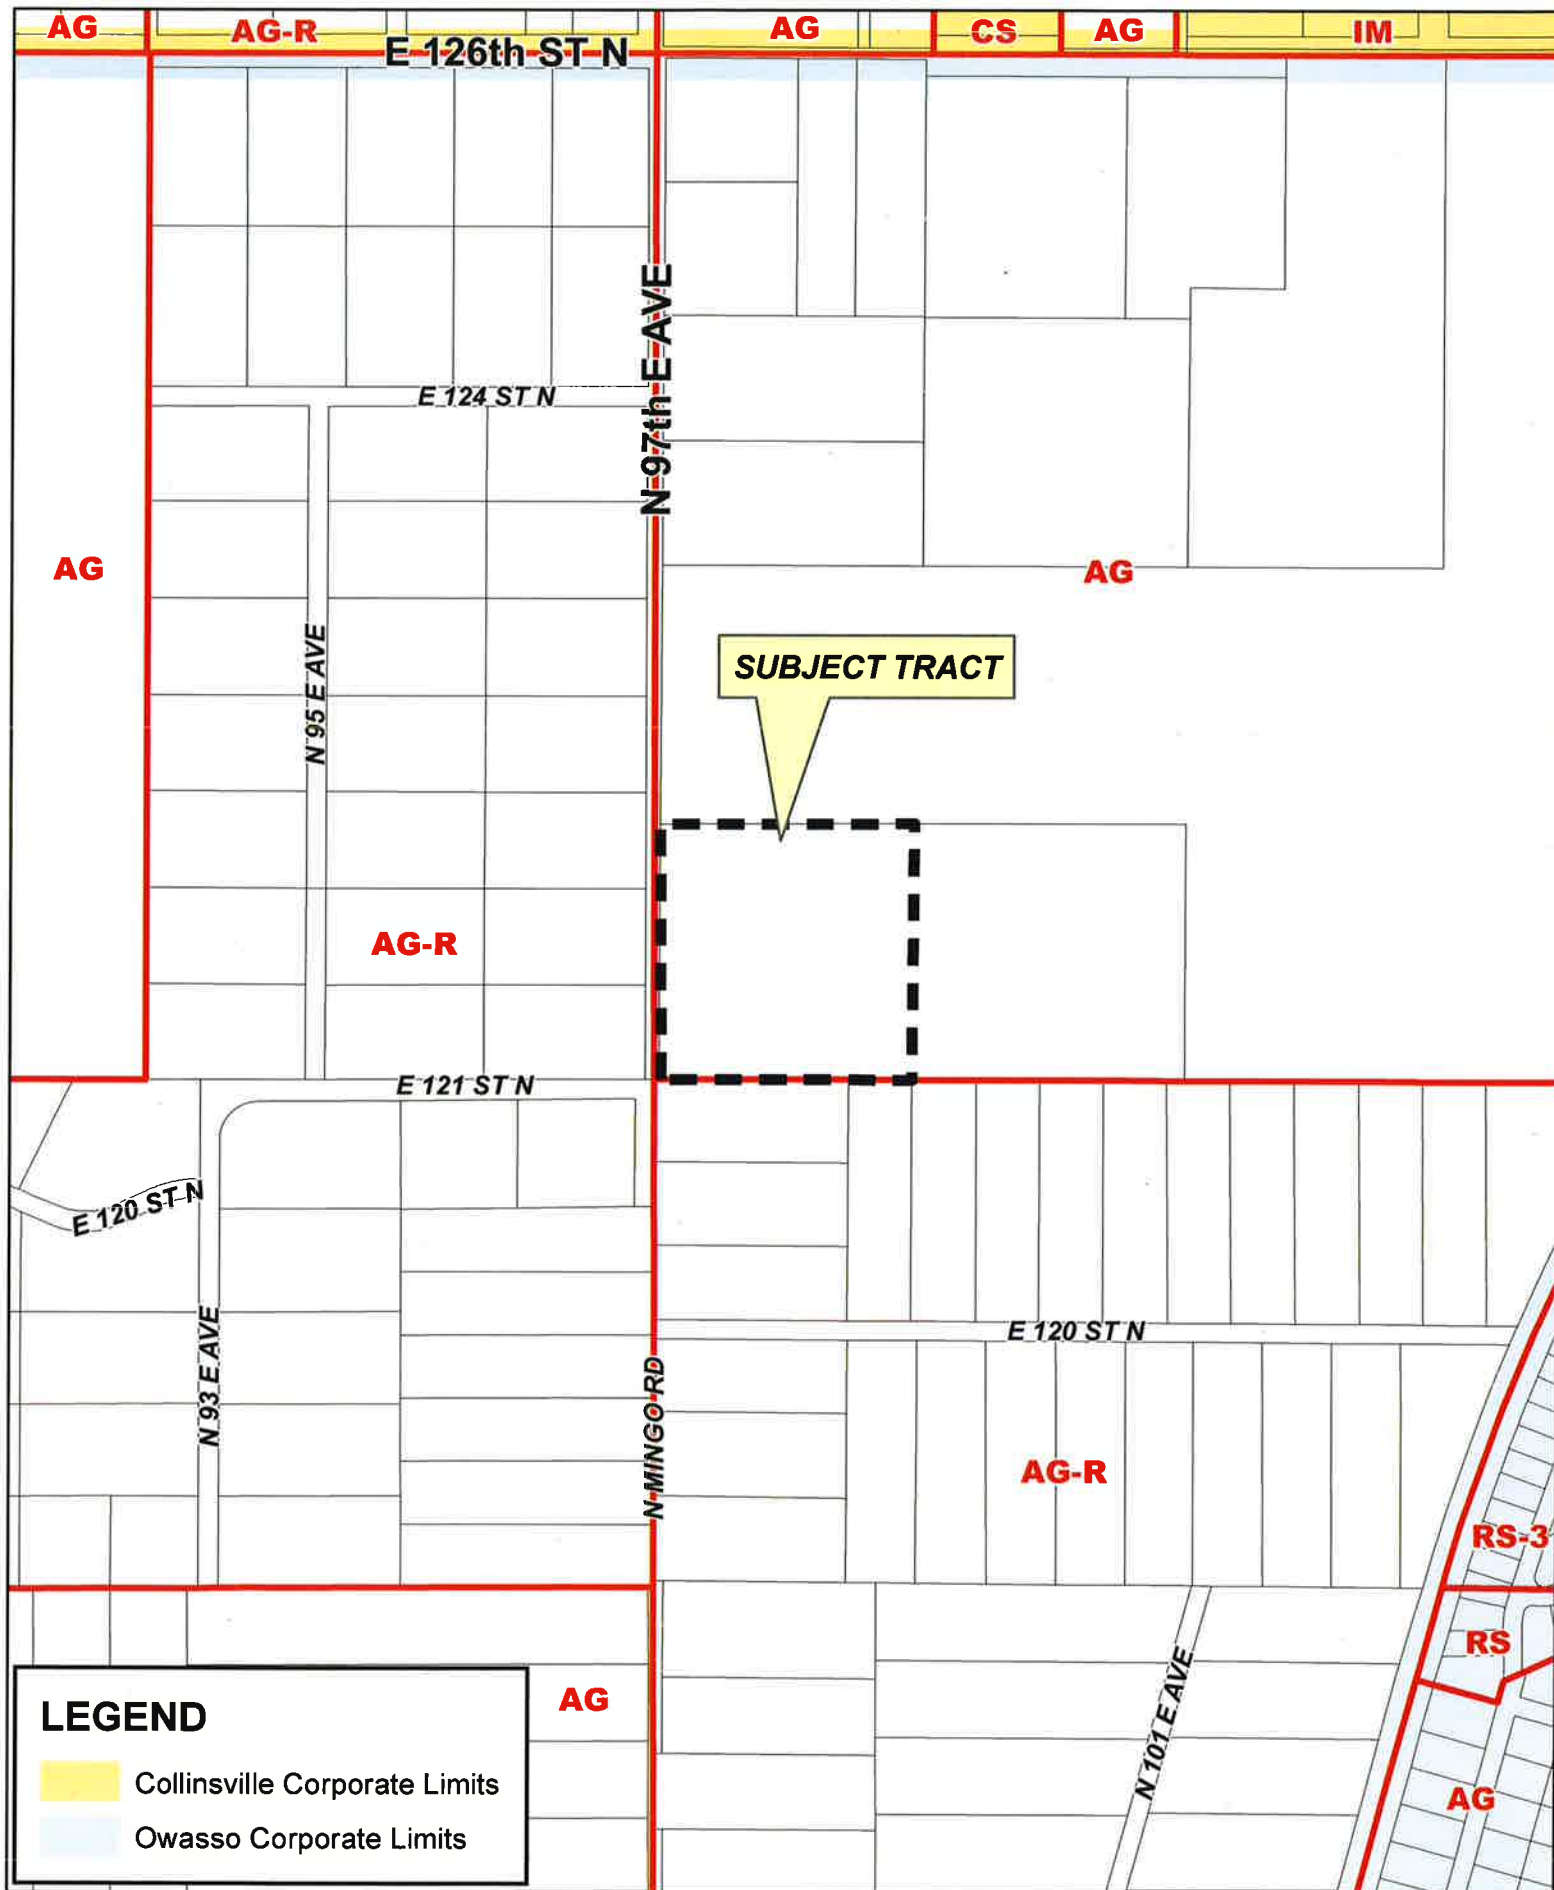 AG
AG-R
AG
CS
AG
IM
E 126th ST N
N 97th E AVE
E 124 ST N
AG
AG
N 95 E AVE
SUBJECT TRACT
AG-R
E 121 ST N
E 120 ST N
N 93 E AVE
E 120 ST N
N MINGO RD
AG-R
RS-3
RS
N 101 E AVE
AG
AG
LEGEND
Collinsville Corporate Limits
Owasso Corporate Limits